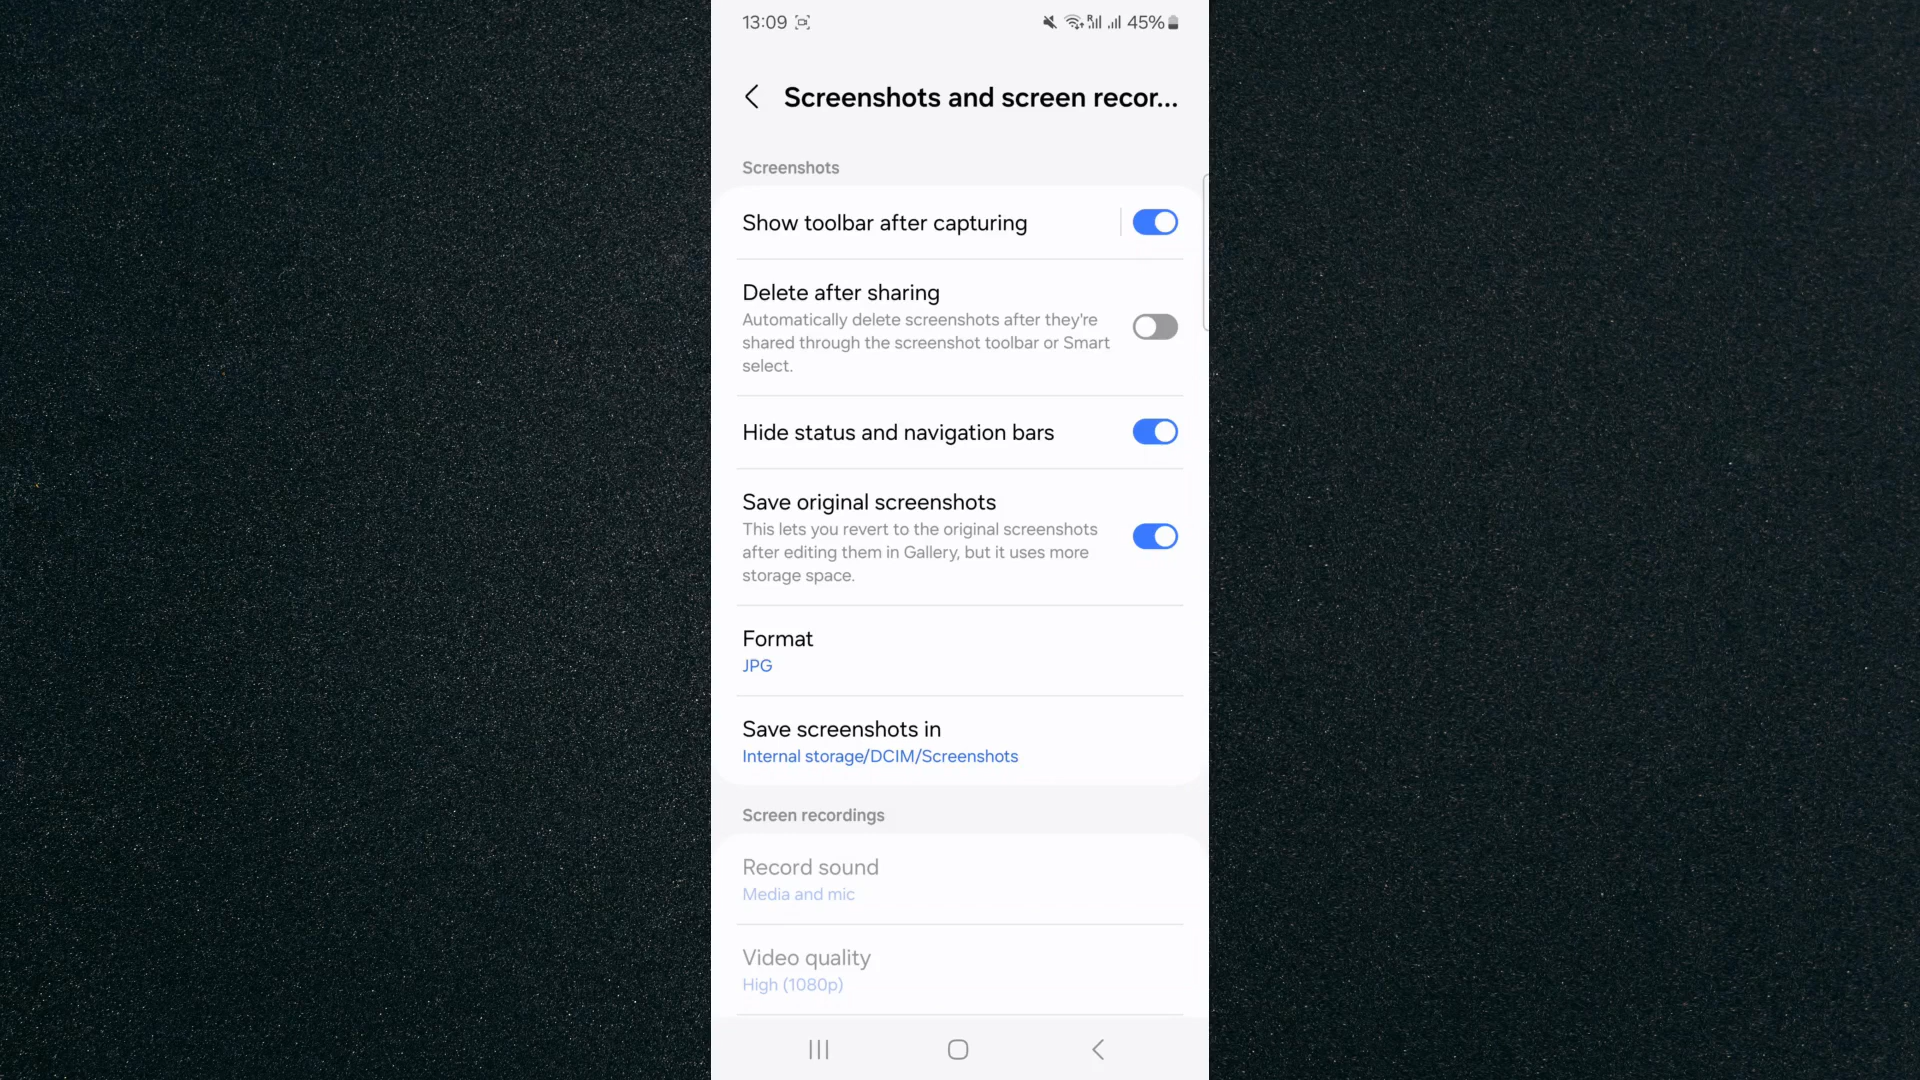 13:09
45%
Screenshots and screen recor...
Screenshots
Show toolbar after capturing
Delete after sharing
Automatically delete screenshots after they're
shared through the screenshot toolbar or Smart
select.
Hide status and navigation bars
Save original screenshots
This lets you revert to the original screenshots
after editing them in Gallery, but it uses more
storage space.
Format
JPG
Save screenshots in
Internal storage/DCIM/Screenshots
Screen recordings
Record sound
Media and mic
Video quality
High (1080p)